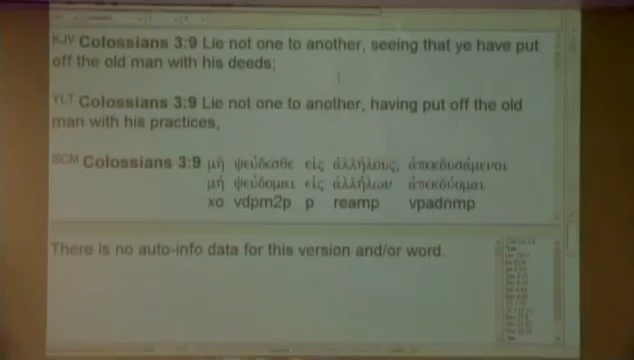 KJV Colossians 3:9 Lie not one to another, seeing that ye have put
off the old man with his deeds;
YLT Colossians 3:9 Lie not one to another, having put off the old
man with his practices,
SCM Colossians 3:9 μὴ ψεύδεσθε εἰς ἀλλήλους, ἀπεκδυσάμενοι
μή ψεύδομαι εἰς ἀλλήλων ἀπεκδύομαι
xo vdpm2p p reamp vpadnmp
There is no auto-info data for this version and/or word.